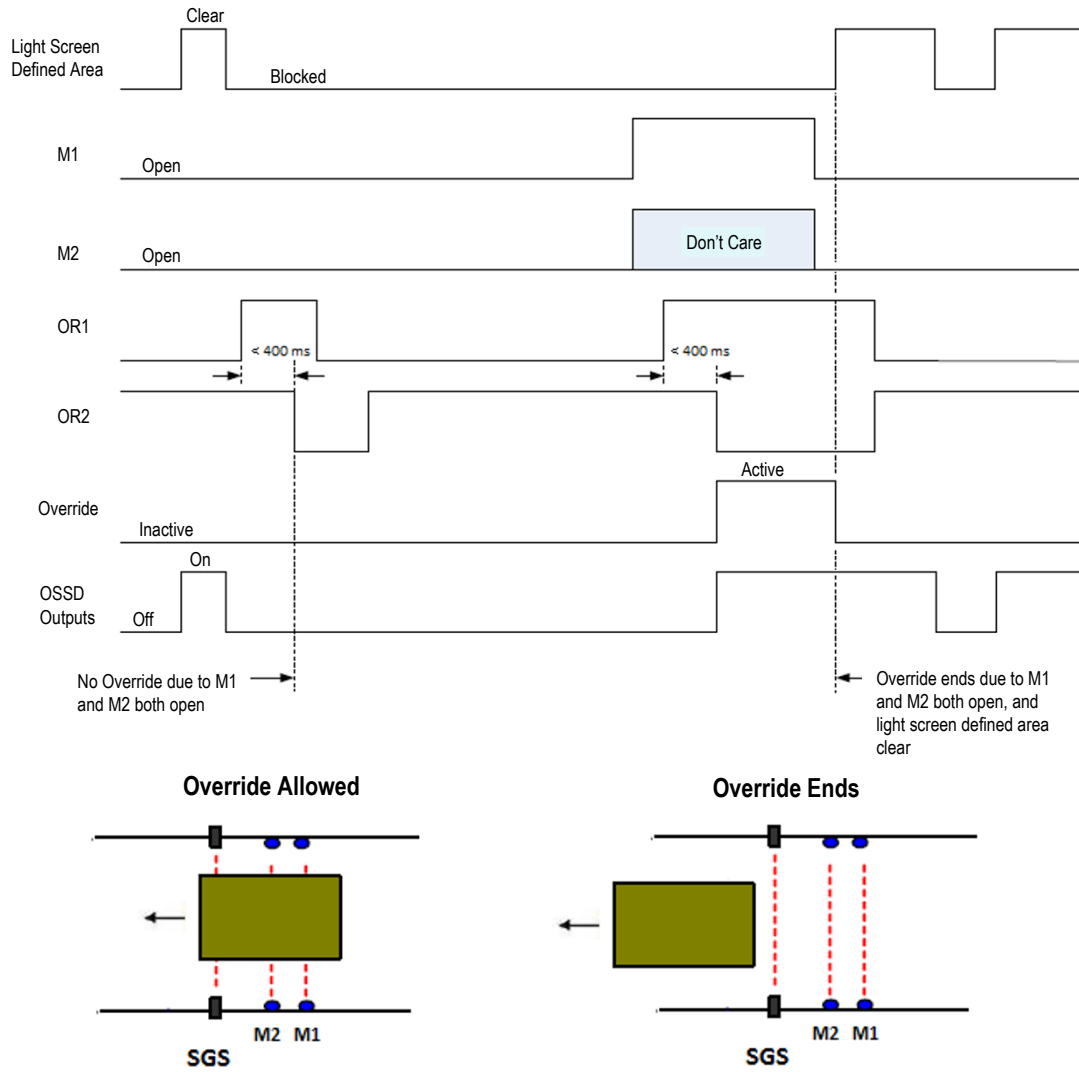 Clear
Light Screen
Defined Area
Blocked
M1
Open
M2
Open
Don't Care
OR1
< 400 ms
< 400 ms
OR2
Active
Override
Inactive
On
OSSD
Outputs
Off
No Override due to M1
and M2 both open
Override ends due to M1
and M2 both open, and
light screen defined area
clear
Override Allowed
Override Ends
M2
M1
SGS
M2
M1
SGS